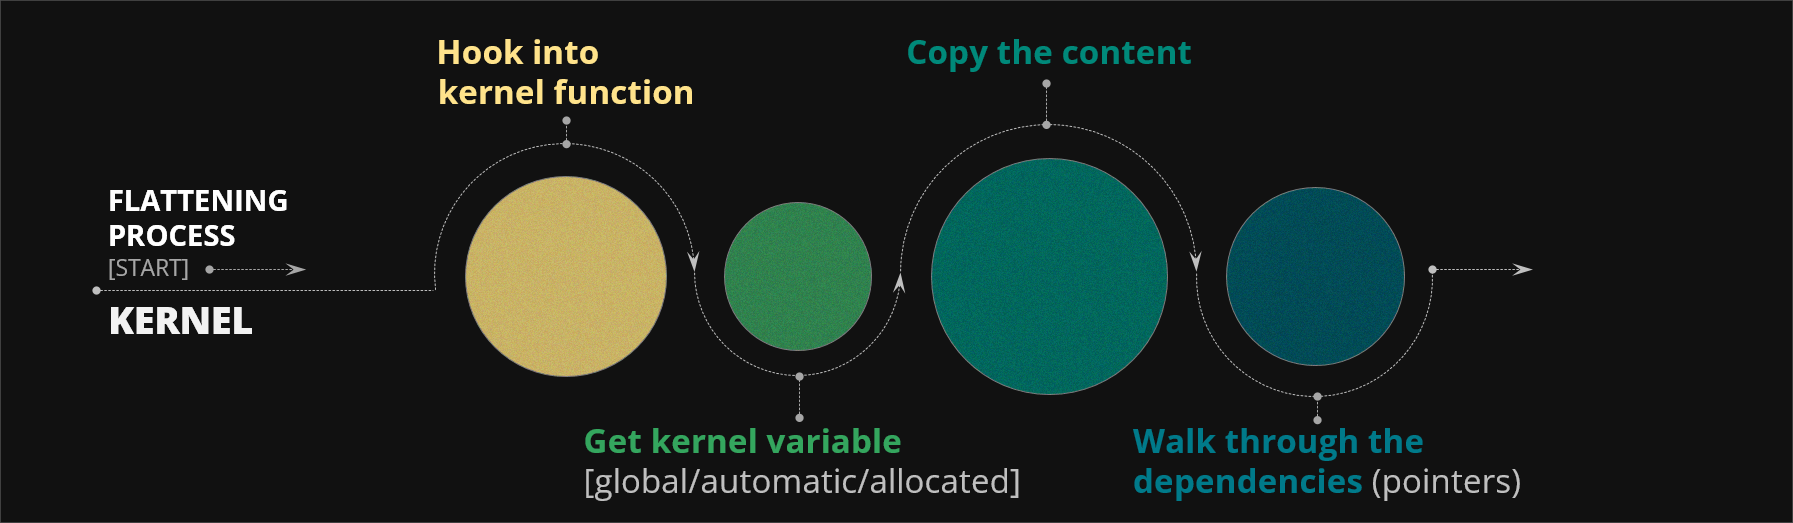 Hook into
kernel function
Copy the content
FLATTENING
PROCESS
[START]
KERNEL
Get kernel variable
[global/automatic/allocated]
Walk through the
dependencies (pointers)